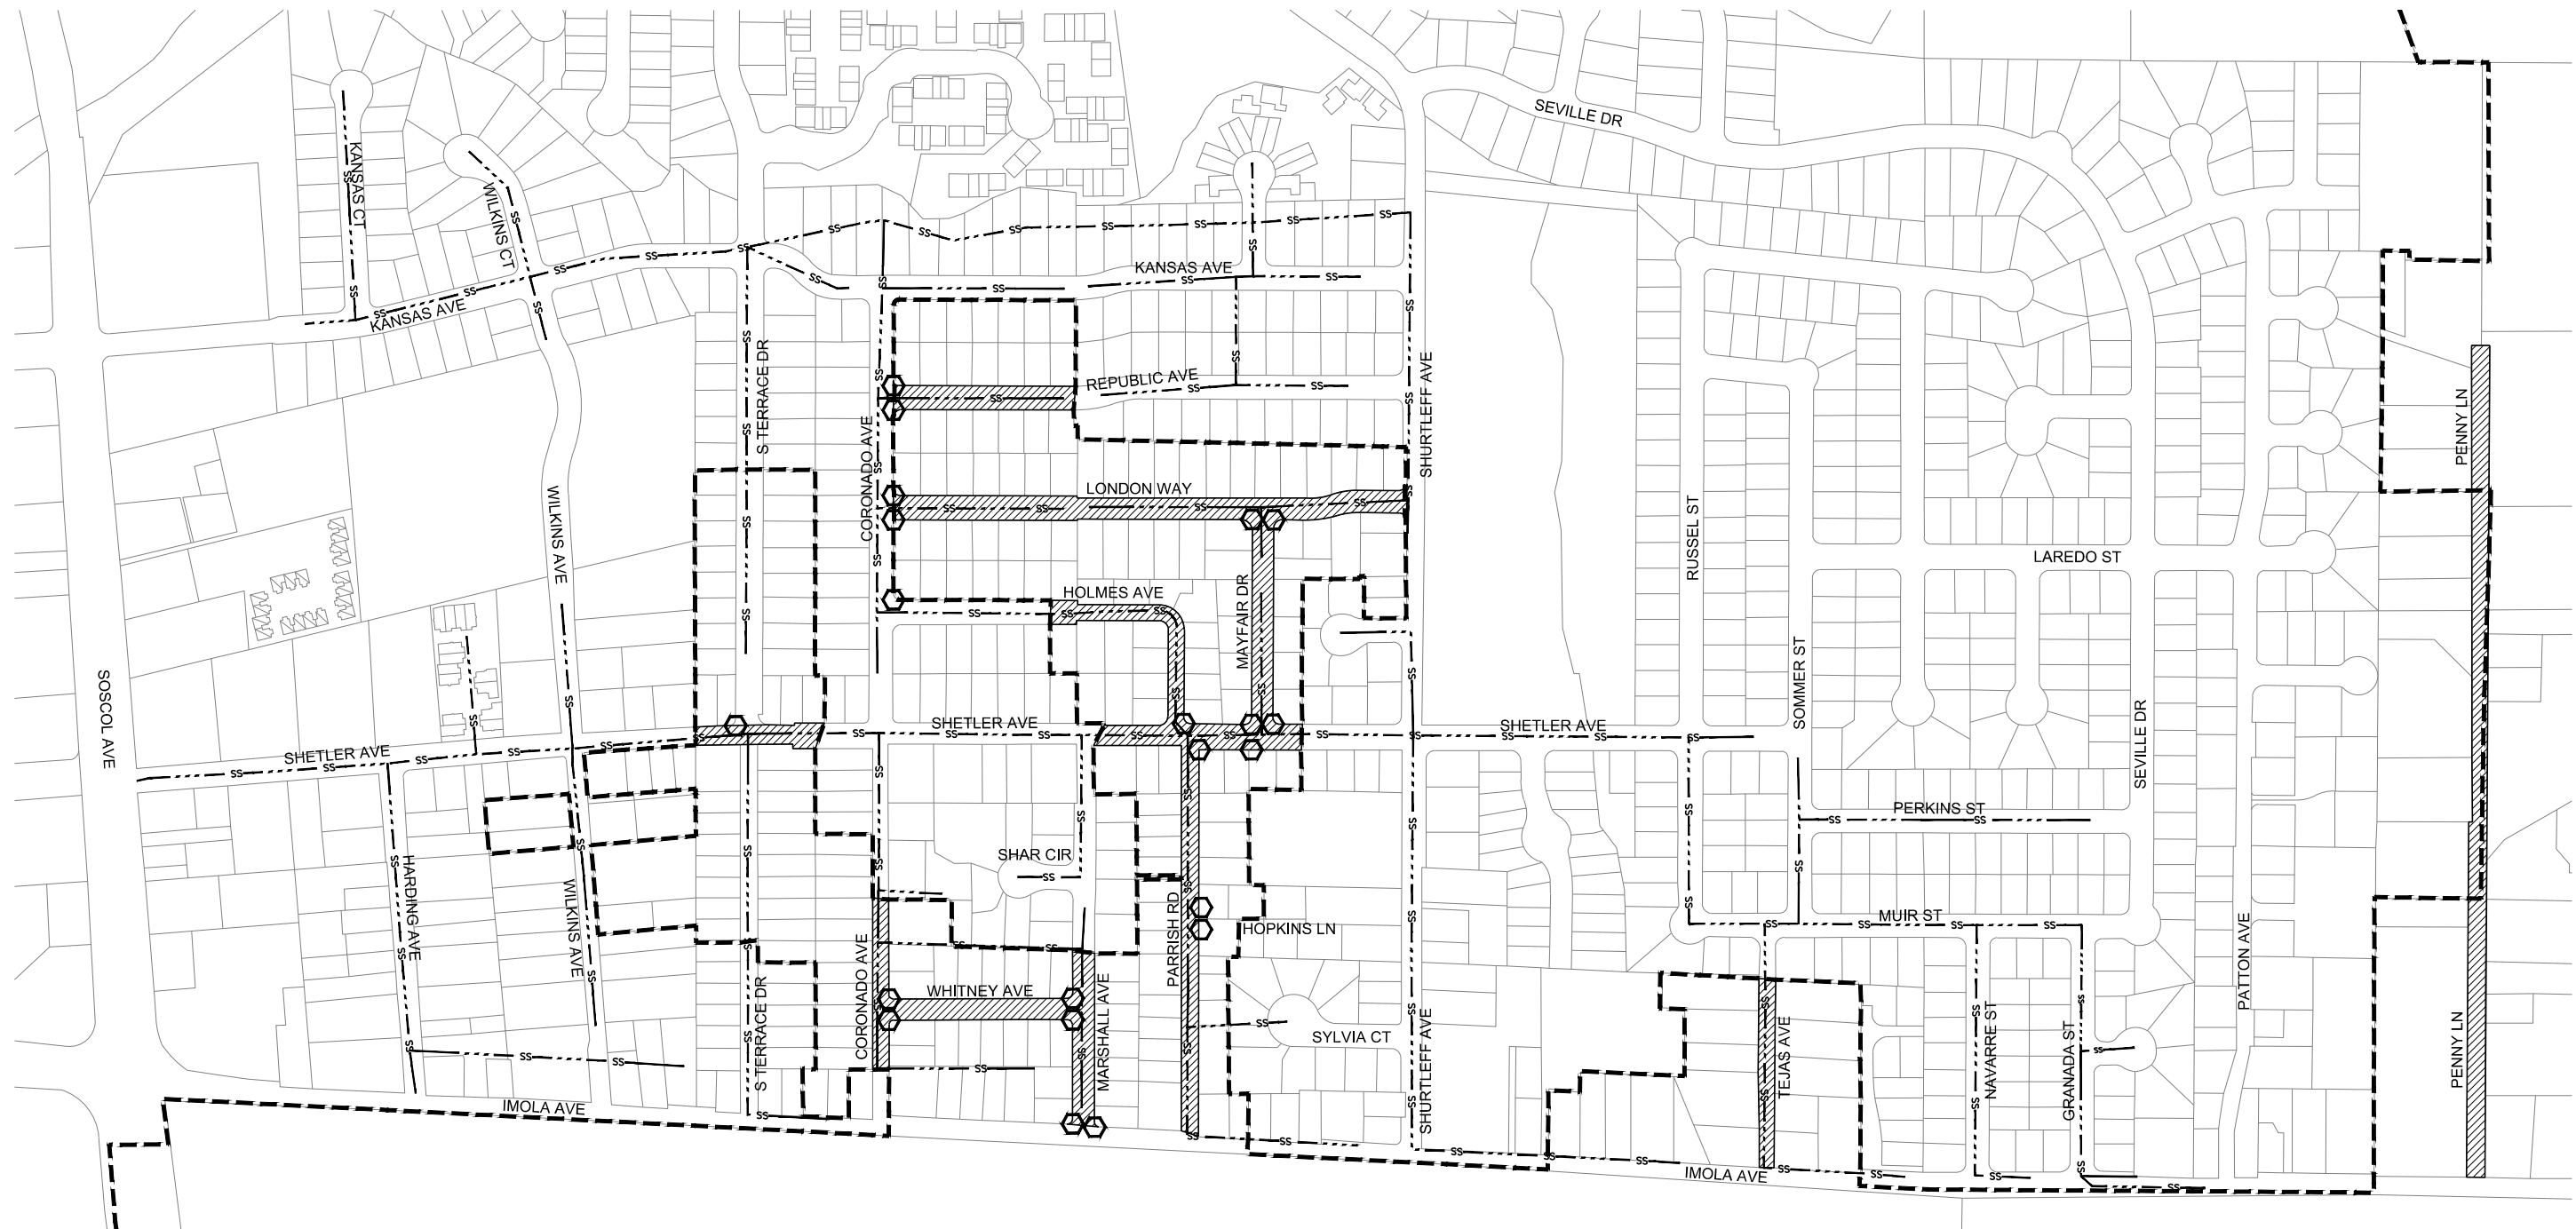 SEVILLE DR
KANSAS CT
WILKINS CT
KANSAS AVE
KANSAS AVE
S TERRACE DR
REPUBLIC AVE
SHURTLEFF AVE
PENNY LN
CORONADO AVE
LONDON WAY
WILKINS AVE
RUSSEL ST
LAREDO ST
HOLMES AVE
MAYFAIR DR
SOMMER ST
SOSCOL AVE
SHETLER AVE
SHETLER AVE
SHETLER AVE
SEVILLE DR
PERKINS ST
SHAR CIR
HARDING AVE
WILKINS AVE
PARRISH RD
HOPKINS LN
MUIR ST
PATTON AVE
WHITNEY AVE
S TERRACE DR
CORONADO AVE
MARSHALL AVE
SYLVIA CT
SHURTLEFF AVE
TEJAS AVE
NAVARRE ST
GRANADA ST
PENNY LN
IMOLA AVE
IMOLA AVE
SS